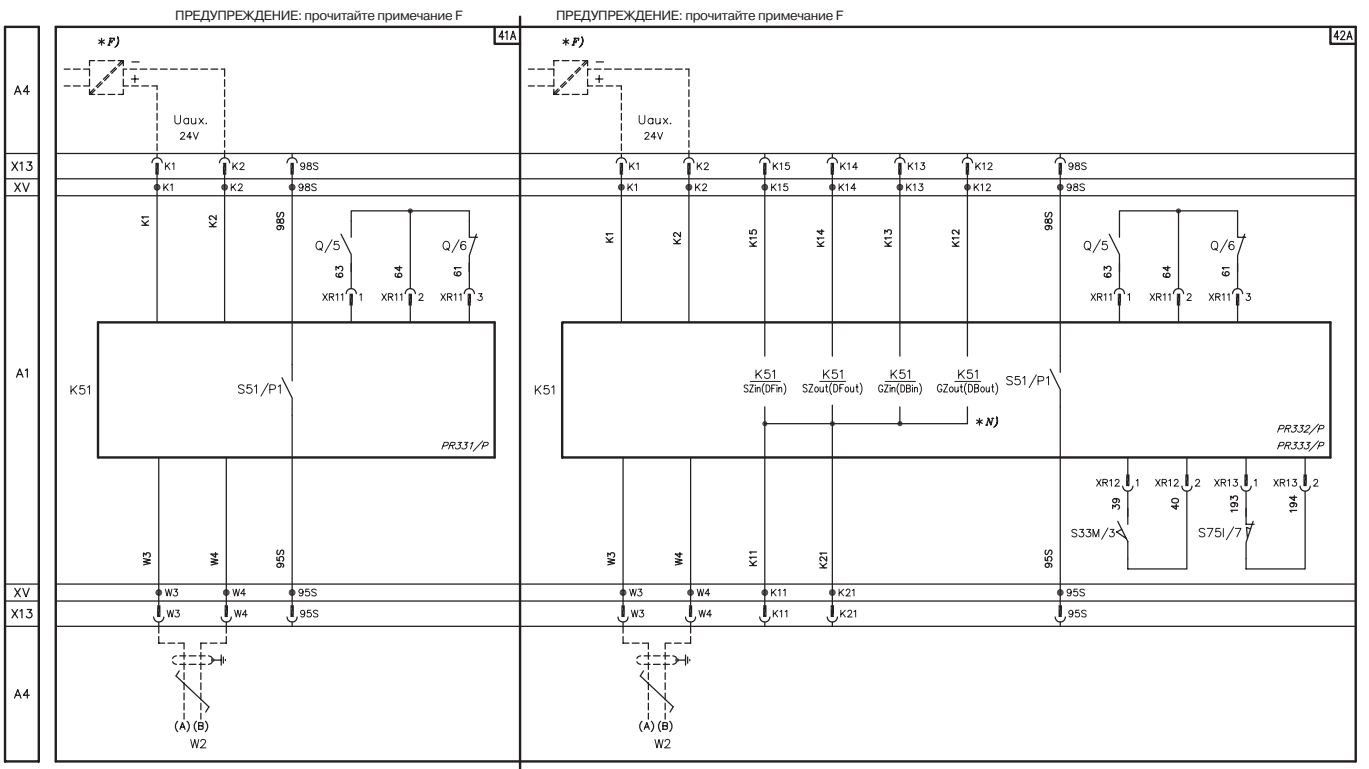 ПРЕДУПРЕЖДЕНИЕ: прочитайте примечание F ПРЕДУПРЕЖДЕНИЕ: прочитайте примечание F
*F) 41A *F) 42A
− −
A4 + +
Uaux. Uaux.
24V 24V
X13 K1 K2 98S K1 K2 K15 K14 K13 K12 98S
XV K1 K2 98S K1 K2 K15 K14 K13 K12 98S
K1 K2 98S K1 K2 K15 K14 K13 K12 98S
Q/5 Q/6 Q/5 Q/6
63 64 61 63 64 61
XR11 1 XR11 2 XR11 3 XR11 1 XR11 2 XR11 3
A1 K51 S51/P1 K51 K51 K51 K51 K51 S51/P1
SZin(DFin) SZout(DFout) GZin(DBin) GZout(DBout)
*N)
PR331/P PR332/P
PR333/P
XR12 1 XR12 2 XR13 1 XR13 2
39 40 193 194
S33M/3 S75I/7
W3 W4 95S W3 W4 K11 K21 95S
XV W3 W4 95S W3 W4 K11 K21 95S
X13 W3 W4 95S W3 W4 K11 K21 95S
A4
(A) (B) (A) (B)
W2 W2